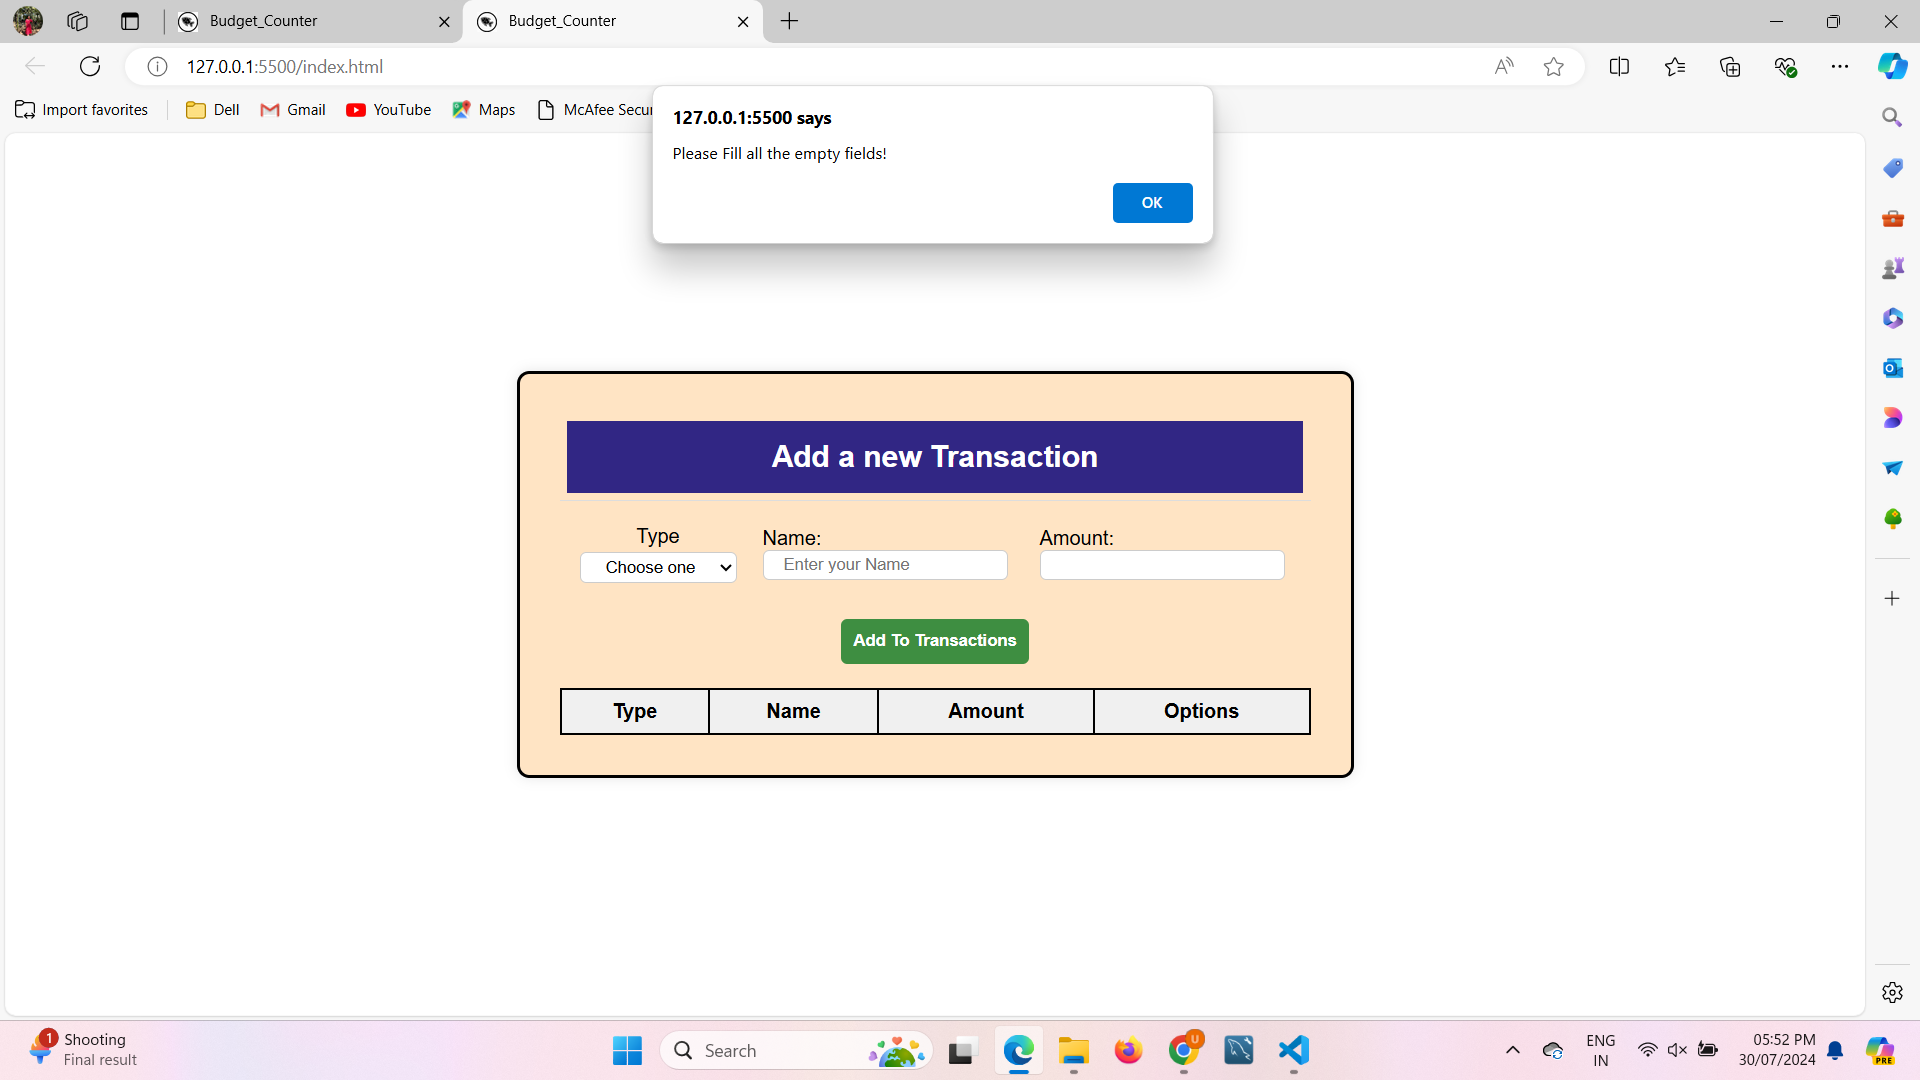 Budget_Counter
Budget_Counter
127.0.0.1:5500/index.html
Import favorites
Dell
Gmail
YouTube
Maps
McAfee Secu
127.0.0.1:5500 says
Please Fill all the empty fields!
OK
Add a new Transaction
Type
Name:
Amount:
Choose one
Enter your Name
Add To Transactions
Type Name Amount Options
1
Shooting
Final result
Search
U
ENG
IN
05:52 PM
30/07/2024
PRE